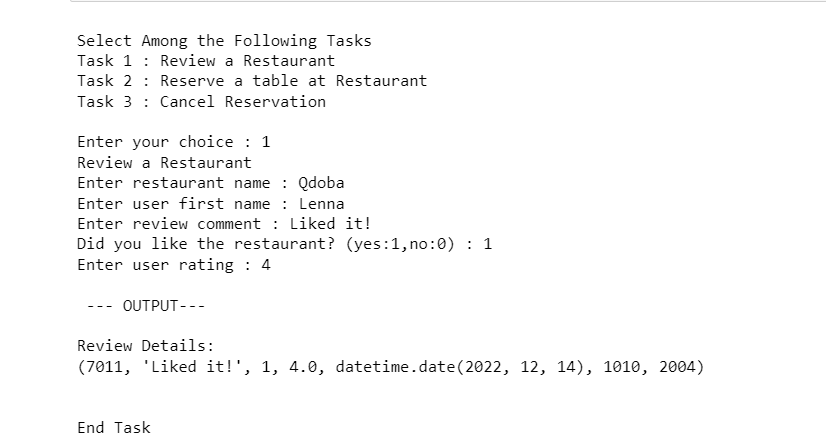 Select Among the Following Tasks
Task 1 : Review a Restaurant
Task 2 : Reserve a table at Restaurant
Task 3 : Cancel Reservation
Enter your choice : 1
Review a Restaurant
Enter restaurant name : Qdoba
Enter user first name : Lenna
Enter review comment : Liked it!
Did you like the restaurant? (yes:1,no:0) : 1
Enter user rating : 4
--- OUTPUT---
Review Details:
(7011, 'Liked it!', 1, 4.0, datetime.date(2022, 12, 14), 1010, 2004)
End Task